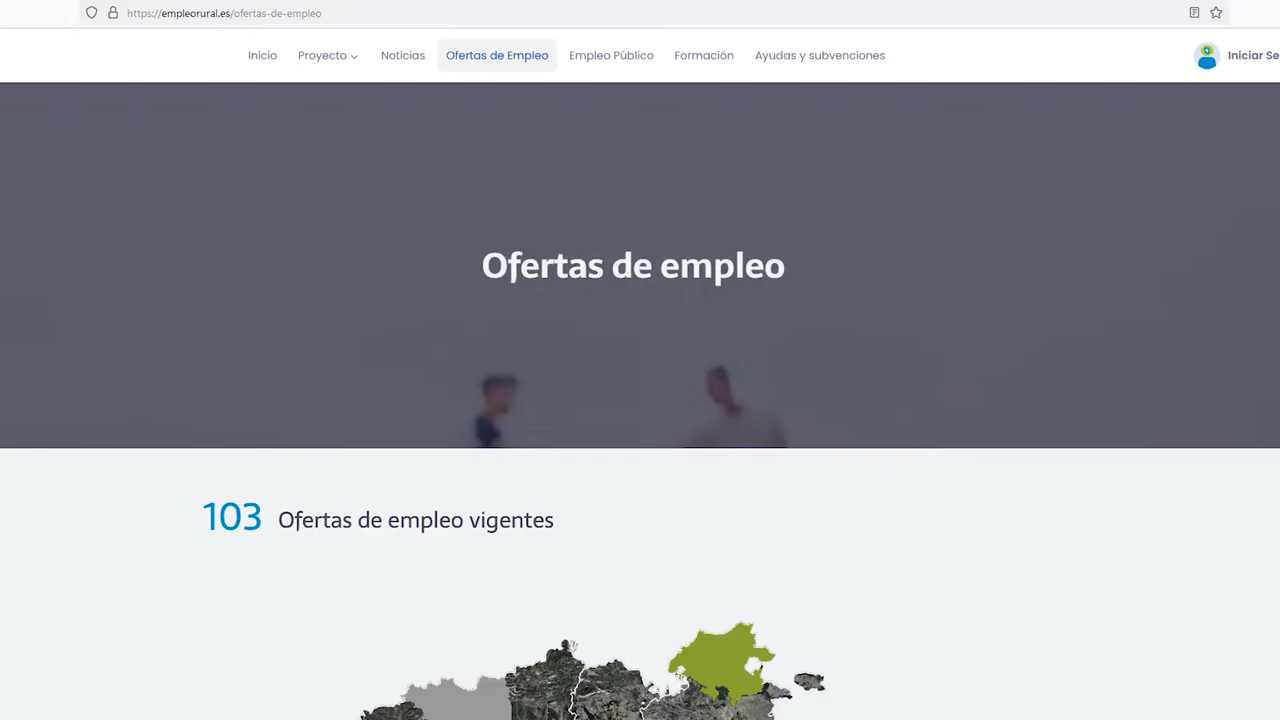 https://empleorural.es/ofertas-de-empleo
Inicio Proyecto Noticias Ofertas de Empleo Empleo Público Formación Ayudas y subvenciones Iniciar Se
Ofertas de empleo
103 Ofertas de empleo vigentes